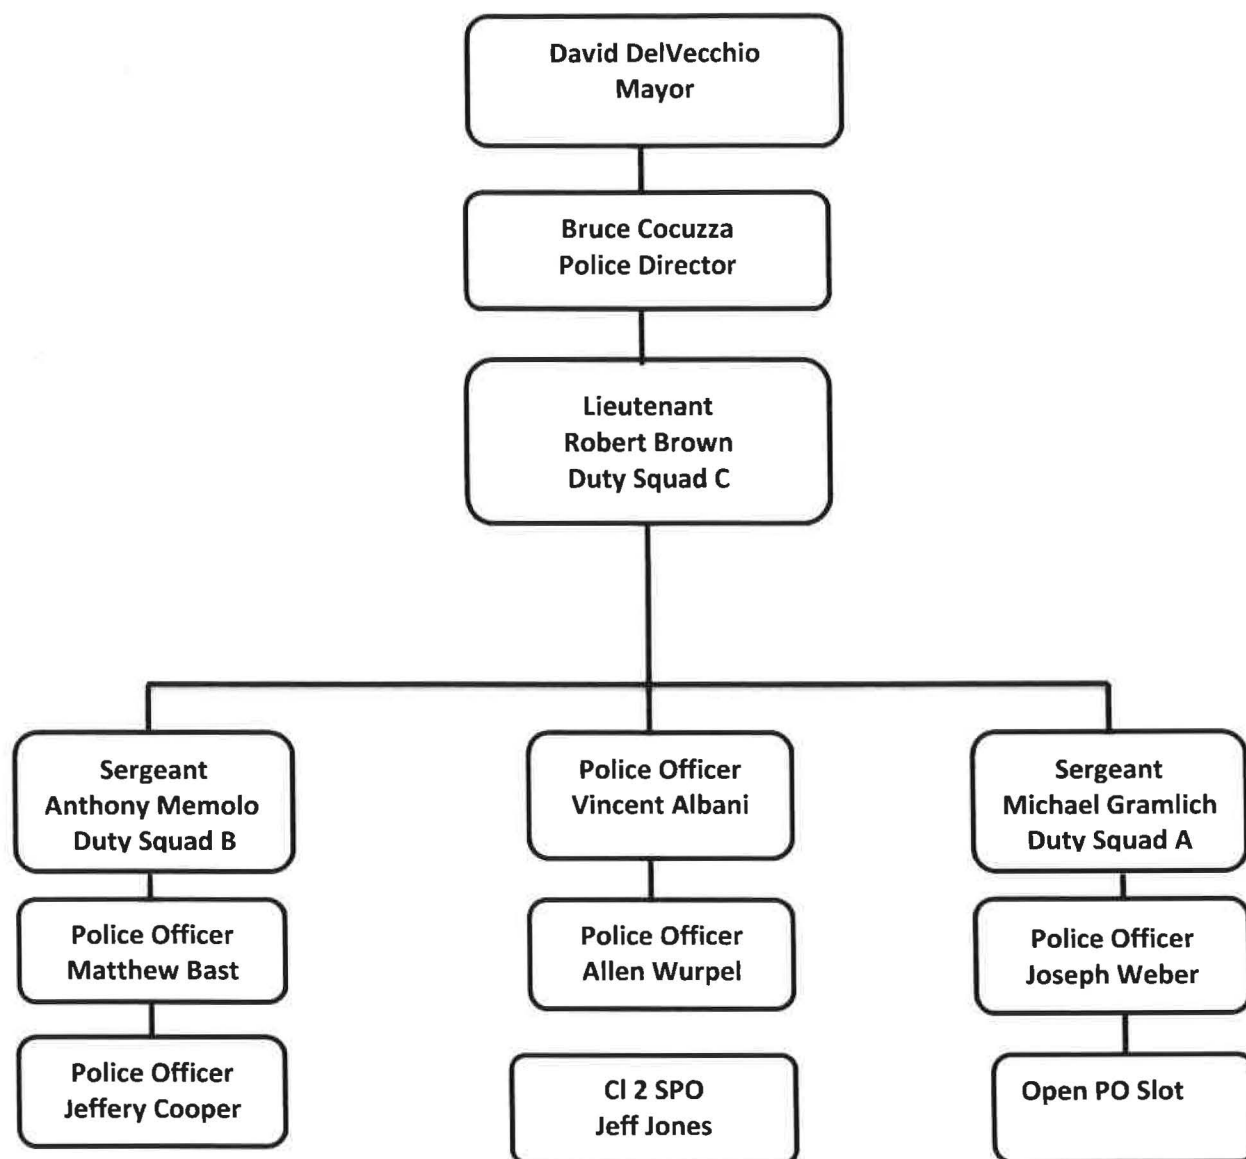 David DelVecchio
Mayor
Bruce Cocuzza
Police Director
Lieutenant
Robert Brown
Duty Squad C
Sergeant
Anthony Memolo
Duty Squad B
Police Officer
Vincent Albani
Sergeant
Michael Gramlich
Duty Squad A
Police Officer
Matthew Bast
Police Officer
Allen Wurpel
Police Officer
Joseph Weber
Police Officer
Jeffery Cooper
Cl 2 SPO
Jeff Jones
Open PO Slot